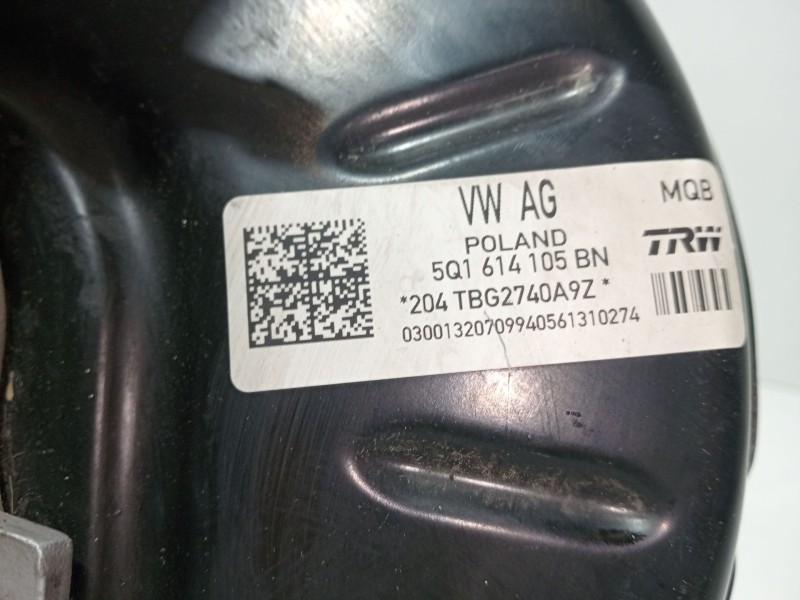 VW AG
MQB
POLAND
TRW
5Q1 614 105 BN
*204 TBG2740A9Z*
03001320709940561310274